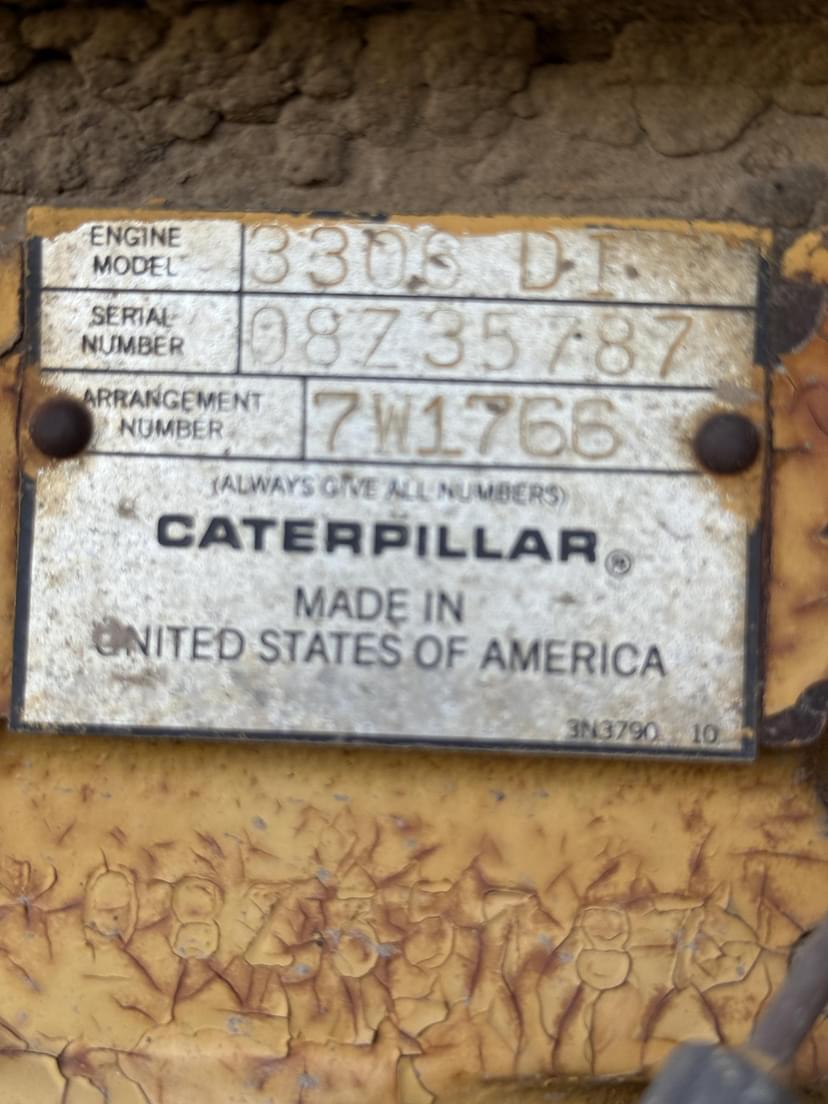 ENGINE MODEL 3306 DI
SERIAL NUMBER 08Z35787
ARRANGEMENT NUMBER 7W1766
(ALWAYS GIVE ALL NUMBERS)
CATERPILLAR®
MADE IN
UNITED STATES OF AMERICA
3N3790 10